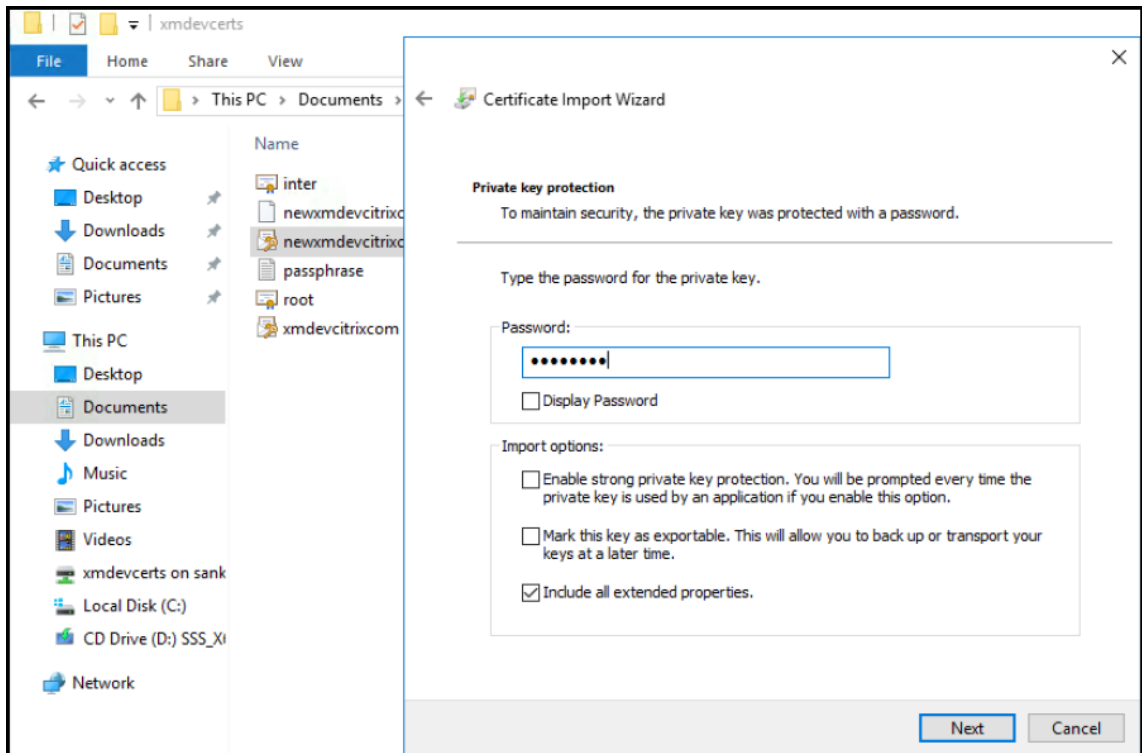 xmdevcerts
File Home Share View
This PC > Documents >
Quick access
Desktop
Downloads
Documents
Pictures
This PC
Desktop
Documents
Downloads
Music
Pictures
Videos
xmdevcerts on sank
Local Disk (C:)
CD Drive (D:) SSS_X
Network
Name
inter
newxmdevcitrixc
newxmdevcitrixc
passphrase
root
xmdevcitrixcom
Certificate Import Wizard
Private key protection
To maintain security, the private key was protected with a password.
Type the password for the private key.
Password:
Display Password
Import options:
Enable strong private key protection. You will be prompted every time the
private key is used by an application if you enable this option.
Mark this key as exportable. This will allow you to back up or transport your
keys at a later time.
Include all extended properties.
Next Cancel